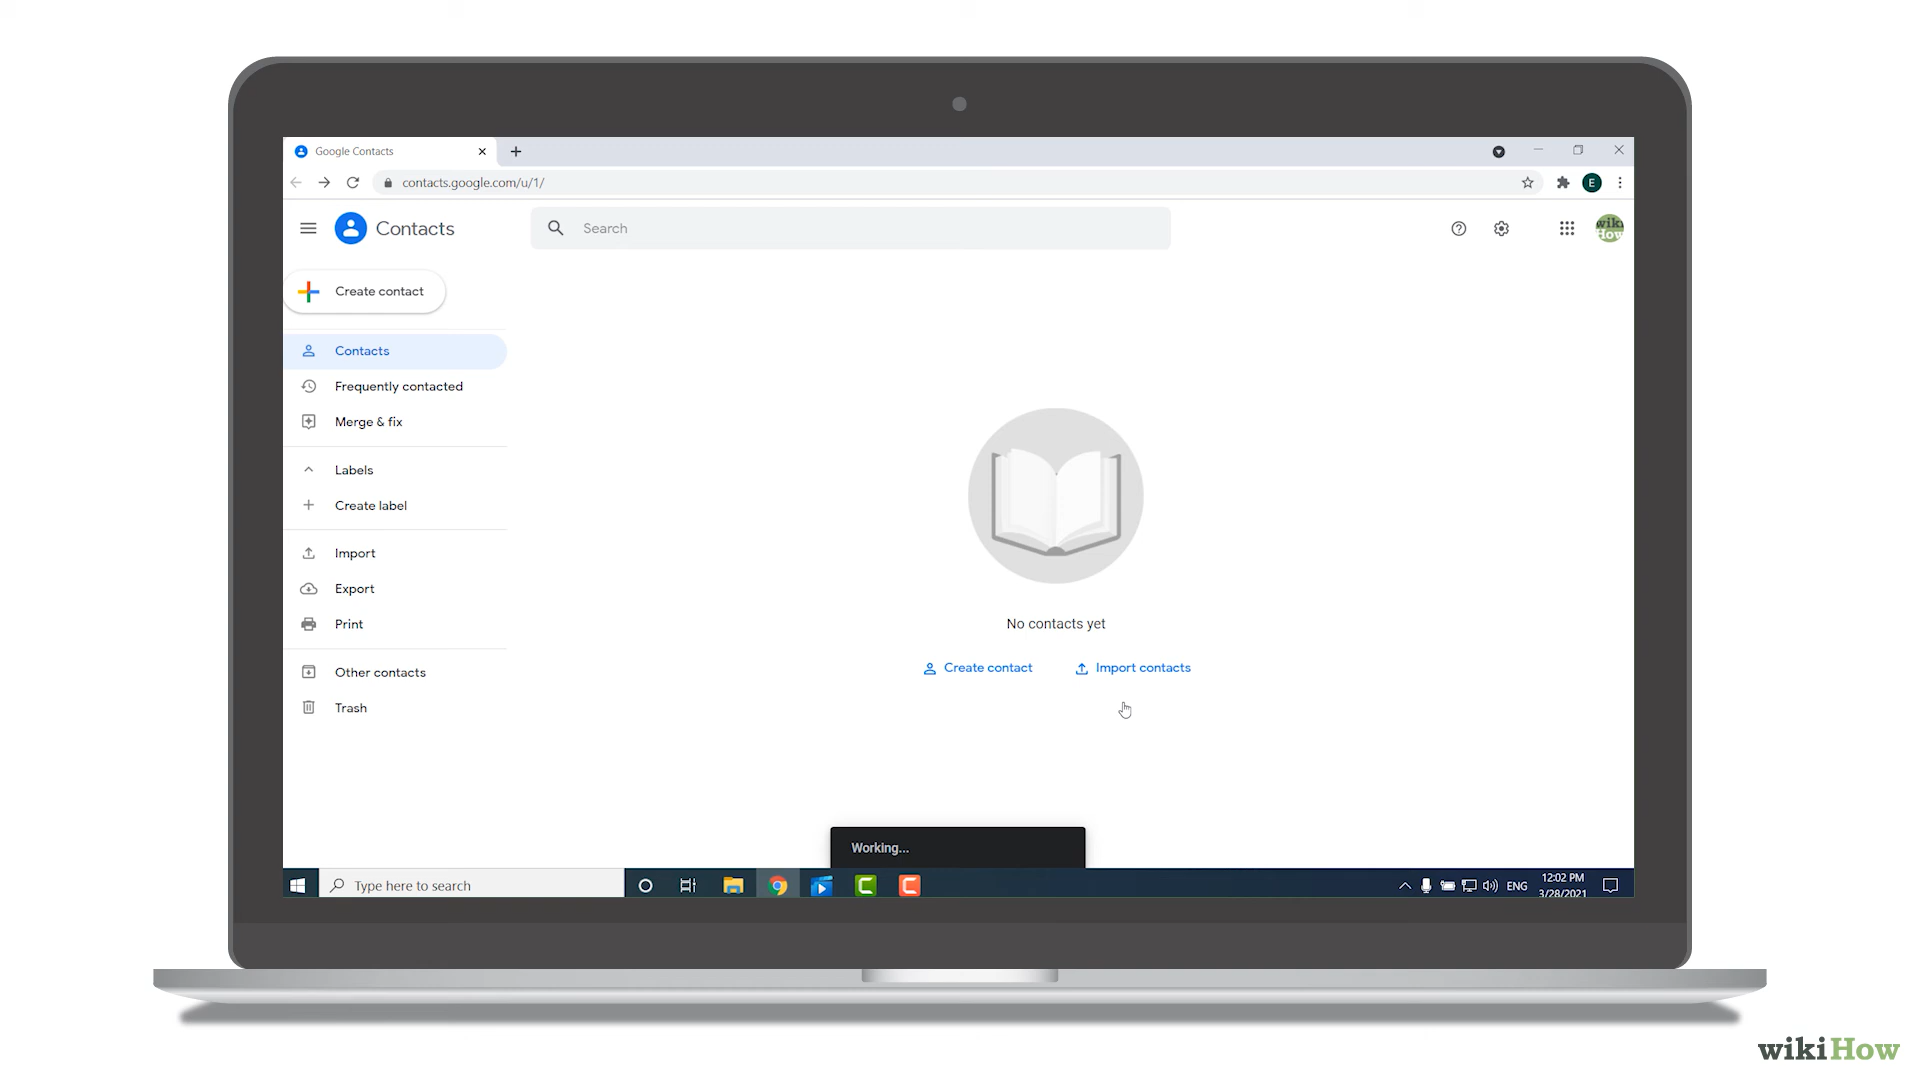 Google Contacts
contacts.google.com/u/1/
E
Contacts
Search
wiki
How
Create contact
Contacts
Frequently contacted
Merge & fix
Labels
Create label
Import
Export
Print
Other contacts
Trash
No contacts yet
Create contact
Import contacts
Working...
Type here to search
ENG
12:02 PM
3/28/2021
wikiHow